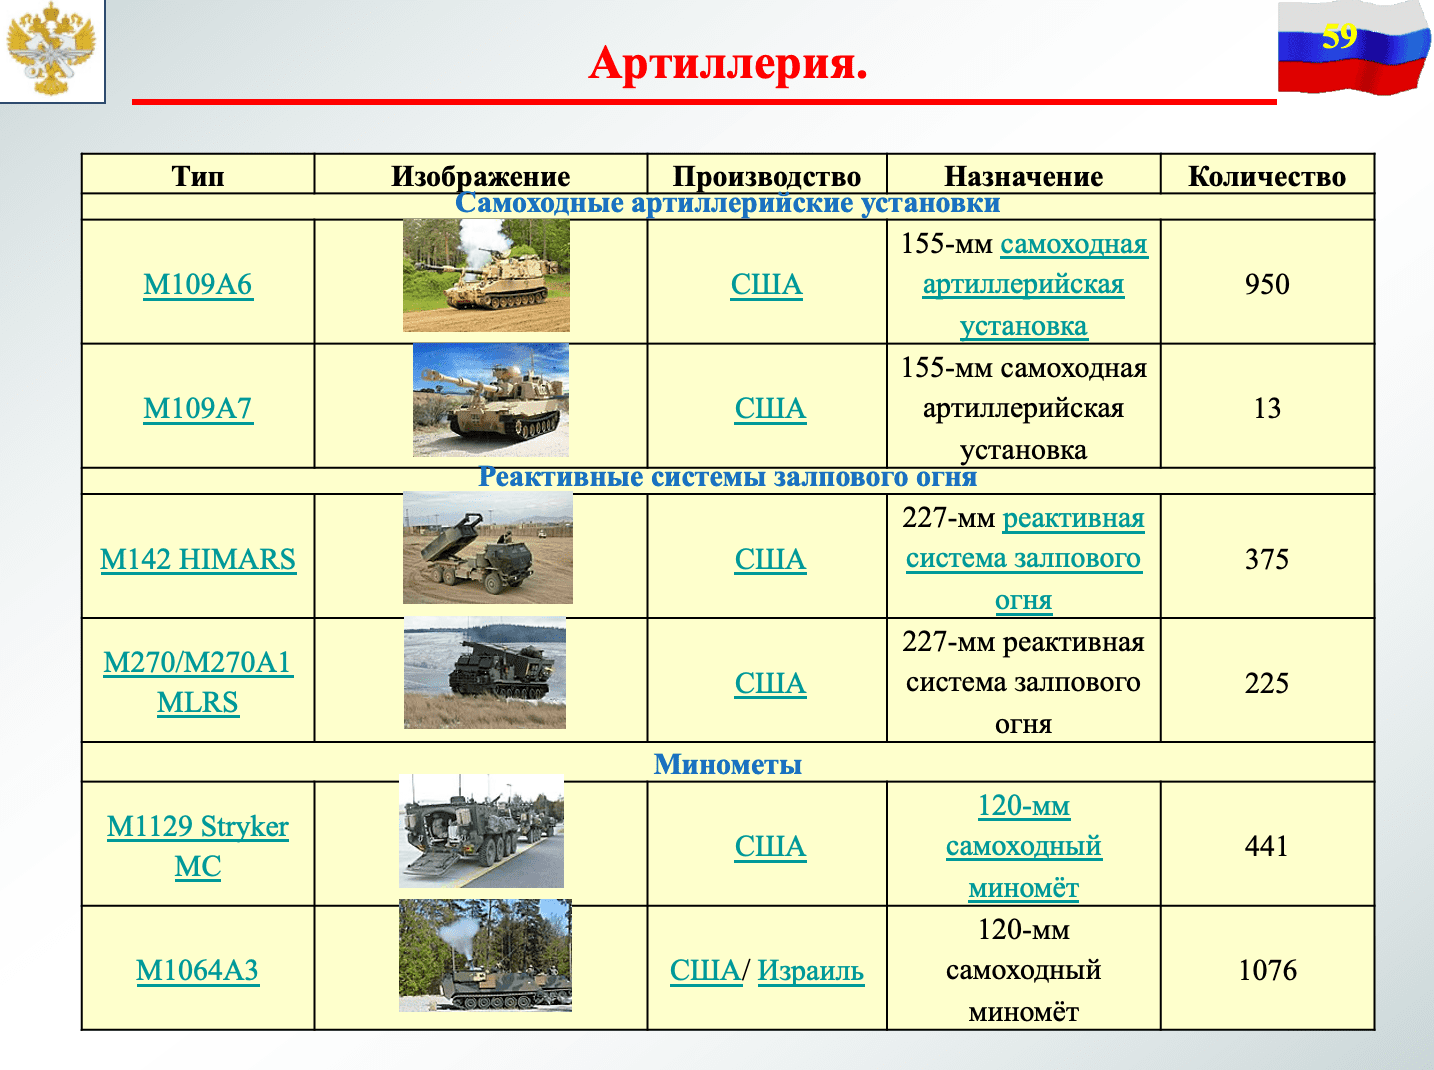 59
Артиллерия.
Тип Изображение Производство Назначение Количество
Самоходные артиллерийские установки
M109A6 США 155-мм самоходная артиллерийская установка 950
M109A7 США 155-мм самоходная артиллерийская установка 13
Реактивные системы залпового огня
M142 HIMARS США 227-мм реактивная система залпового огня 375
M270/M270A1 MLRS США 227-мм реактивная система залпового огня 225
Минометы
M1129 Stryker MC США 120-мм самоходный миномёт 441
M1064A3 США/ Израиль 120-мм самоходный миномёт 1076